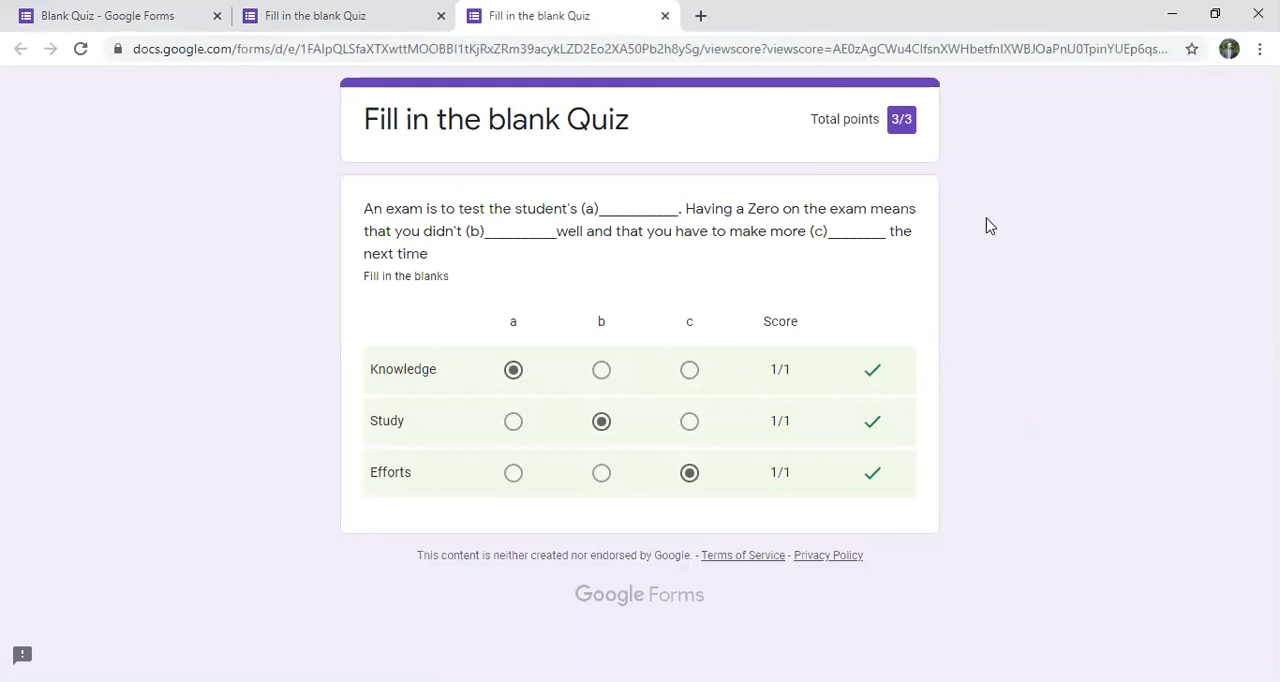 Blank Quiz - Google Forms
Fill in the blank Quiz
Fill in the blank Quiz
Fill in the blank Quiz
Total points 3/3
An exam is to test the student's (a)___________. Having a Zero on the exam means
that you didn't (b)__________well and that you have to make more (c)________ the
next time
Fill in the blanks
a b c Score
Knowledge 1/1
Study 1/1
Efforts 1/1
This content is neither created nor endorsed by Google. - Terms of Service - Privacy Policy
Google Forms